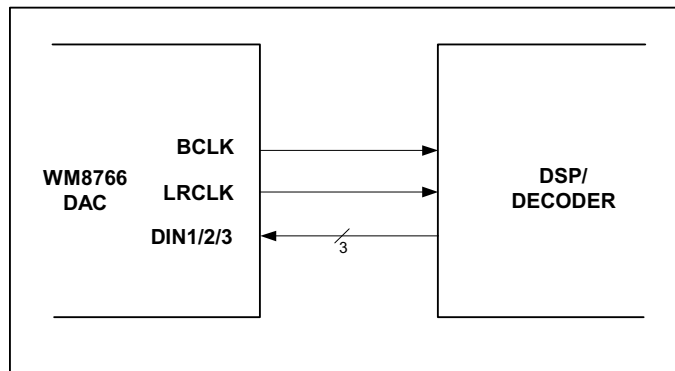 BCLK
WM8766
DAC
LRCLK
DIN1/2/3
3
DSP/
DECODER